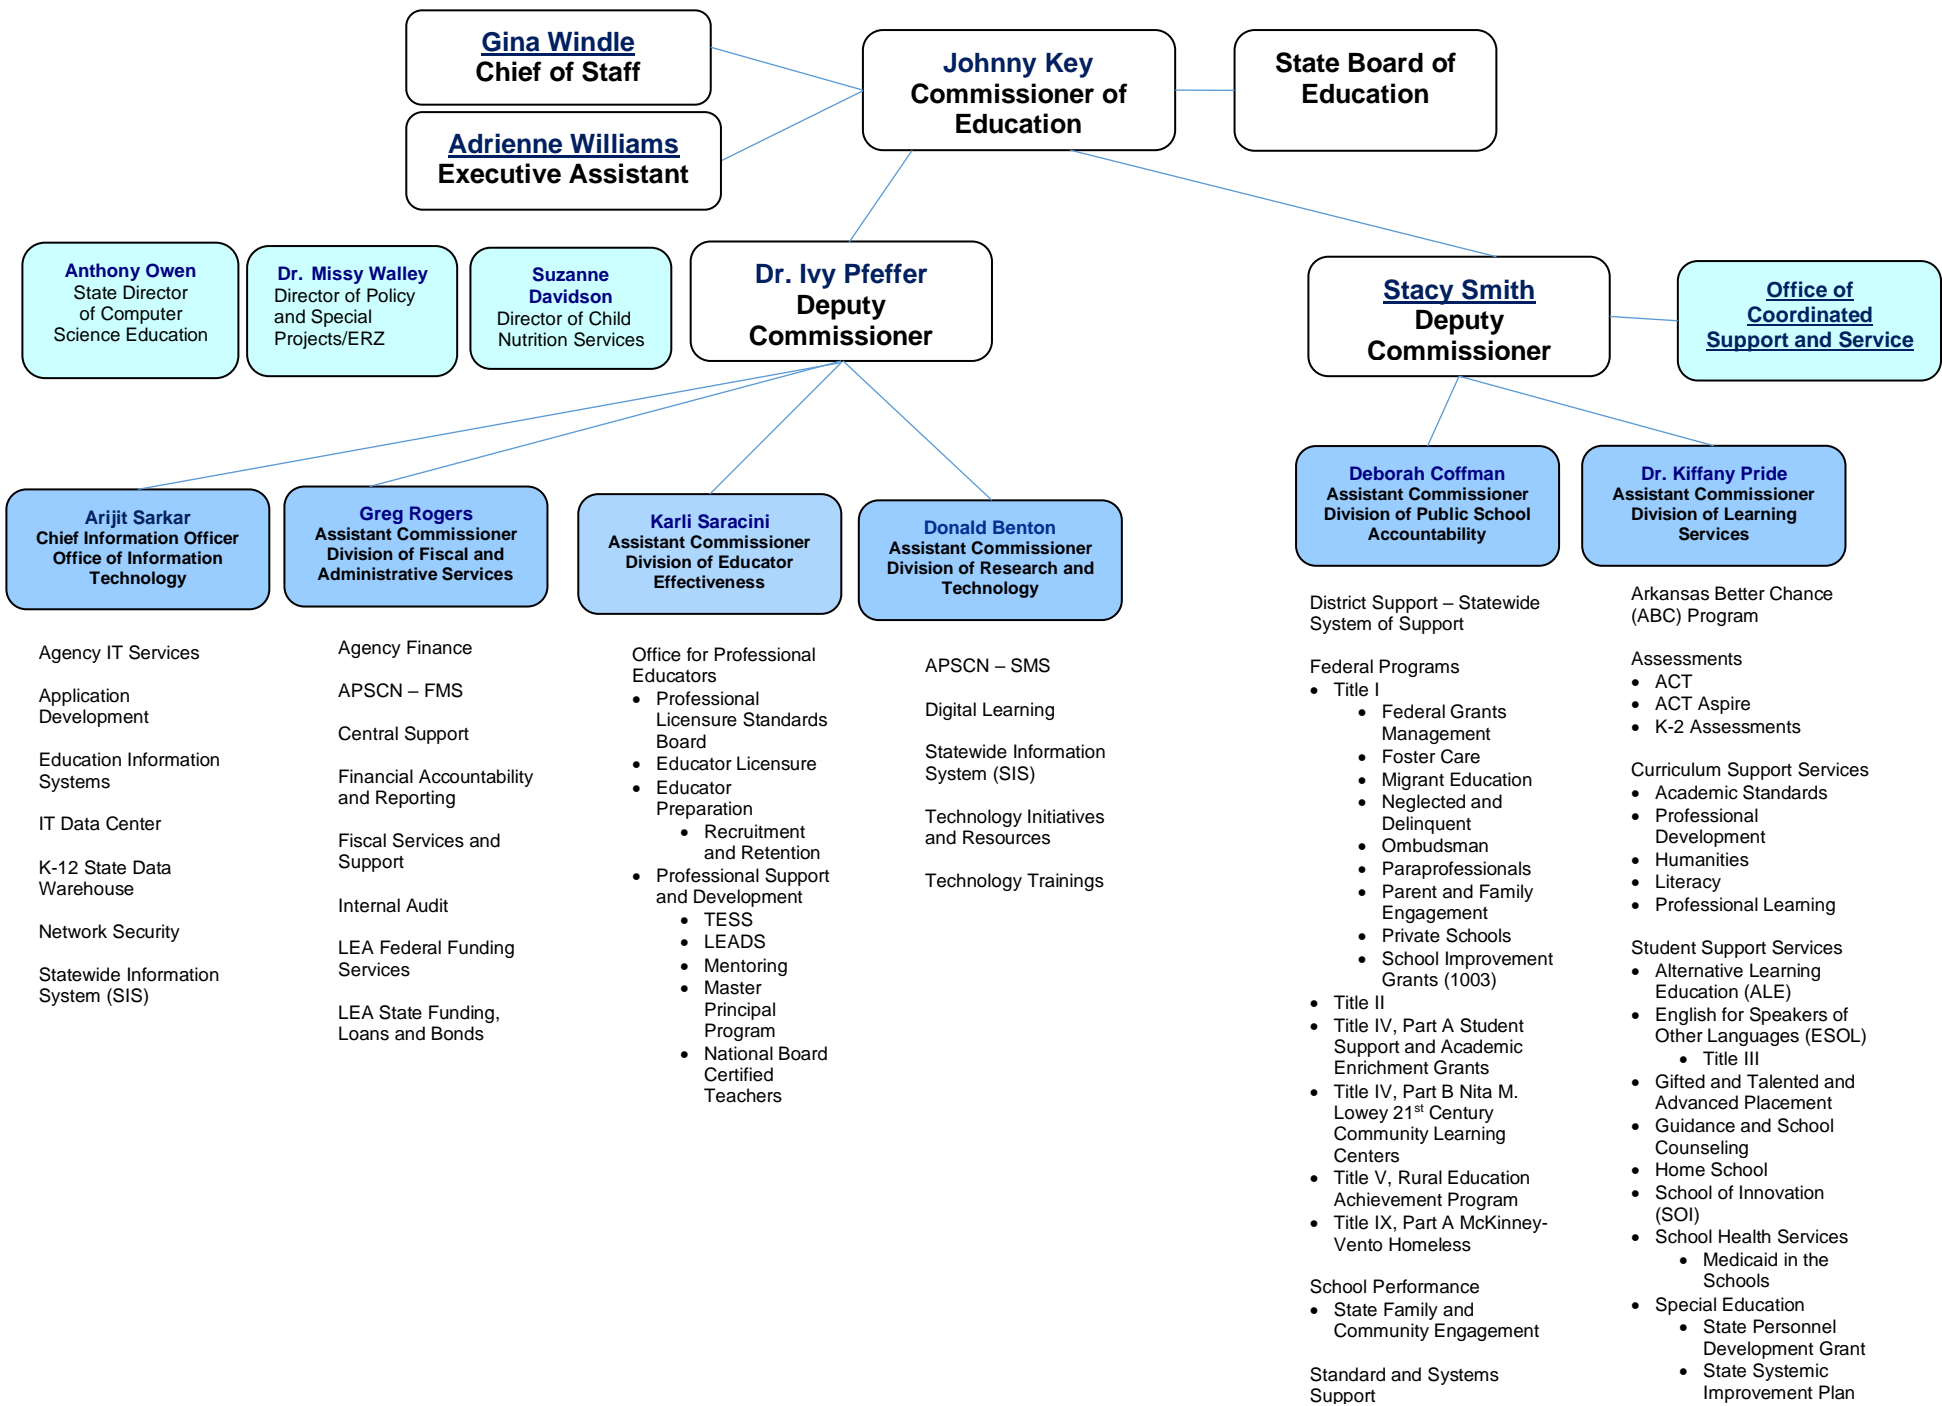 Gina Windle
Chief of Staff
Adrienne Williams
Executive Assistant
Johnny Key
Commissioner of
Education
State Board of
Education
Anthony Owen
State Director
of Computer
Science Education
Dr. Missy Walley
Director of Policy
and Special
Projects/ERZ
Suzanne
Davidson
Director of Child
Nutrition Services
Dr. Ivy Pfeffer
Deputy
Commissioner
Stacy Smith
Deputy
Commissioner
Office of
Coordinated
Support and Service
Arijit Sarkar
Chief Information Officer
Office of Information
Technology
Agency IT Services
Application
Development
Education Information
Systems
IT Data Center
K-12 State Data
Warehouse
Network Security
Statewide Information
System (SIS)
Greg Rogers
Assistant Commissioner
Division of Fiscal and
Administrative Services
Agency Finance
APSCN – FMS
Central Support
Financial Accountability
and Reporting
Fiscal Services and
Support
Internal Audit
LEA Federal Funding
Services
LEA State Funding,
Loans and Bonds
Karli Saracini
Assistant Commissioner
Division of Educator
Effectiveness
Office for Professional
Educators
• Professional
Licensure Standards
Board
• Educator Licensure
• Educator
Preparation
• Recruitment
and Retention
• Professional Support
and Development
• TESS
• LEADS
• Mentoring
• Master
Principal
Program
• National Board
Certified
Teachers
Donald Benton
Assistant Commissioner
Division of Research and
Technology
APSCN – SMS
Digital Learning
Statewide Information
System (SIS)
Technology Initiatives
and Resources
Technology Trainings
Deborah Coffman
Assistant Commissioner
Division of Public School
Accountability
District Support – Statewide
System of Support
Federal Programs
• Title I
• Federal Grants
Management
• Foster Care
• Migrant Education
• Neglected and
Delinquent
• Ombudsman
• Paraprofessionals
• Parent and Family
Engagement
• Private Schools
• School Improvement
Grants (1003)
• Title II
• Title IV, Part A Student
Support and Academic
Enrichment Grants
• Title IV, Part B Nita M.
Lowey 21st Century
Community Learning
Centers
• Title V, Rural Education
Achievement Program
• Title IX, Part A McKinney-
Vento Homeless
School Performance
• State Family and
Community Engagement
Standard and Systems
Support
Dr. Kiffany Pride
Assistant Commissioner
Division of Learning
Services
Arkansas Better Chance
(ABC) Program
Assessments
• ACT
• ACT Aspire
• K-2 Assessments
Curriculum Support Services
• Academic Standards
• Professional
Development
• Humanities
• Literacy
• Professional Learning
Student Support Services
• Alternative Learning
Education (ALE)
• English for Speakers of
Other Languages (ESOL)
• Title III
• Gifted and Talented and
Advanced Placement
• Guidance and School
Counseling
• Home School
• School of Innovation
(SOI)
• School Health Services
• Medicaid in the
Schools
• Special Education
• State Personnel
Development Grant
• State Systemic
Improvement Plan